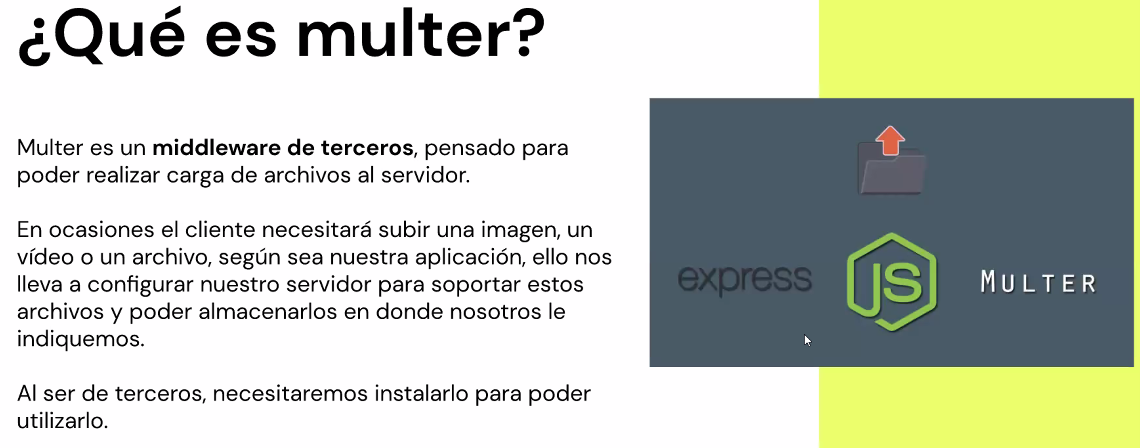 ¿Qué es multer?
Multer es un middleware de terceros, pensado para
poder realizar carga de archivos al servidor.
En ocasiones el cliente necesitará subir una imagen, un
vídeo o un archivo, según sea nuestra aplicación, ello nos
lleva a configurar nuestro servidor para soportar estos
archivos y poder almacenarlos en donde nosotros le
indiquemos.
Al ser de terceros, necesitaremos instalarlo para poder
utilizarlo.
express
JS
MULTER